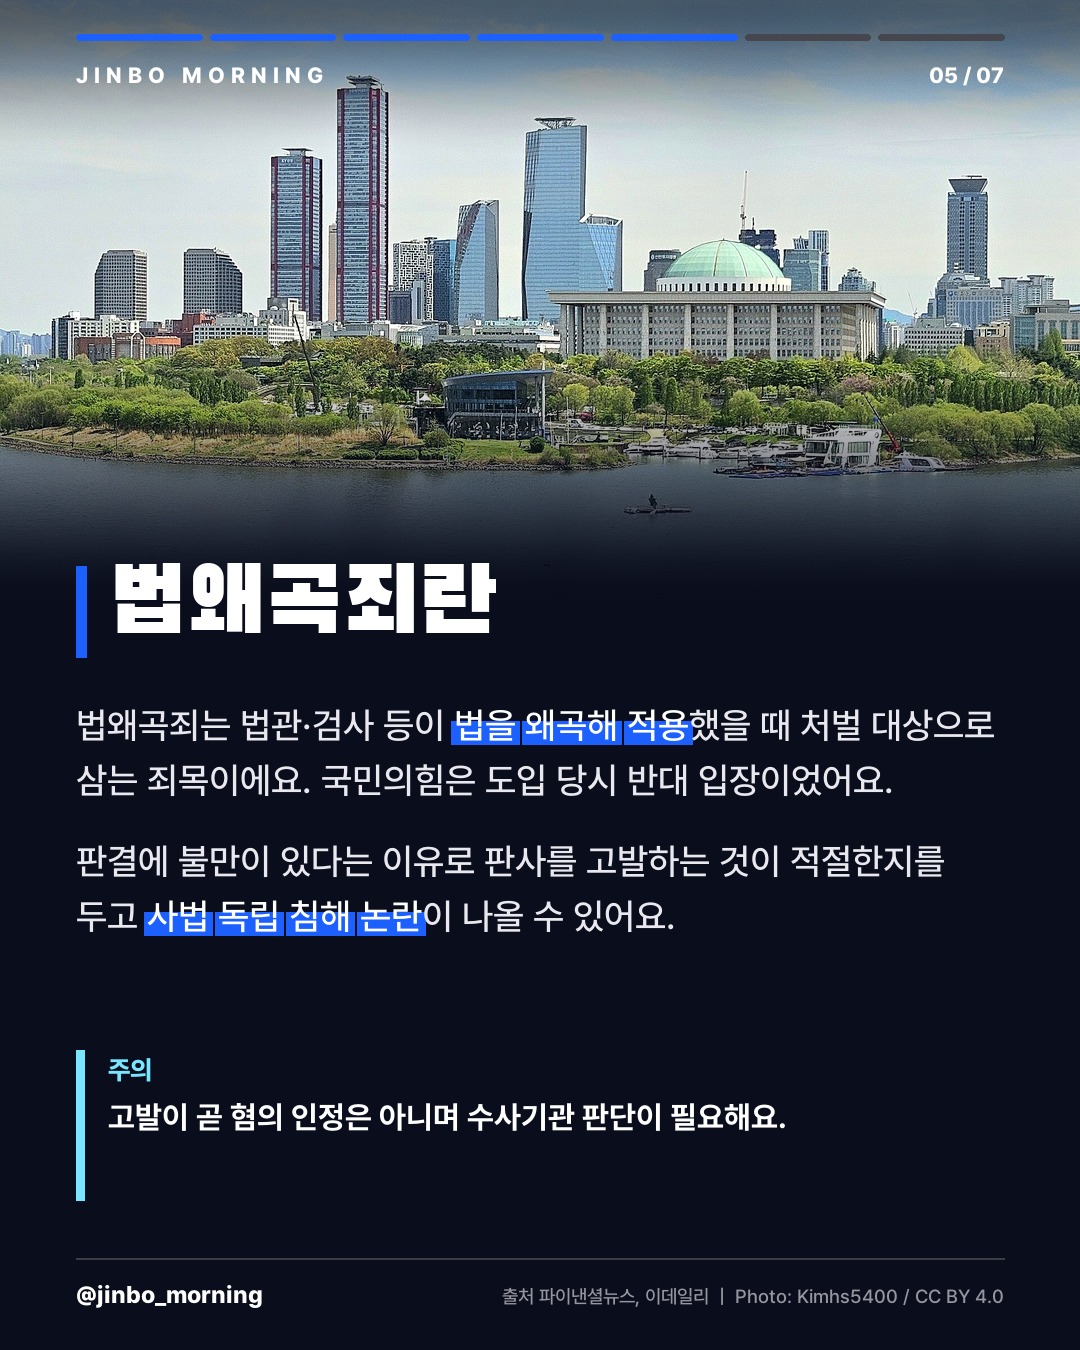 JINBO MORNING
05 / 07
법왜곡죄란
법왜곡죄는 법관·검사 등이 법을 왜곡해 적용했을 때 처벌 대상으로
삼는 죄목이에요. 국민의힘은 도입 당시 반대 입장이었어요.
판결에 불만이 있다는 이유로 판사를 고발하는 것이 적절한지를
두고 사법 독립 침해 논란이 나올 수 있어요.
주의
고발이 곧 혐의 인정은 아니며 수사기관 판단이 필요해요.
@jinbo_morning
출처 파이낸셜뉴스, 이데일리 | Photo: Kimhs5400 / CC BY 4.0